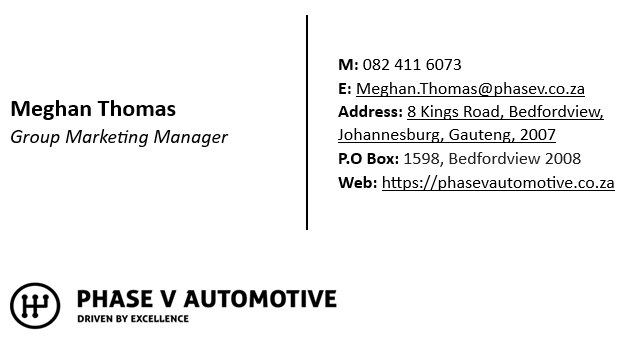 Meghan Thomas
Group Marketing Manager
M: 082 411 6073
E: Meghan.Thomas@phasev.co.za
Address: 8 Kings Road, Bedfordview,
Johannesburg, Gauteng, 2007
P.O Box: 1598, Bedfordview 2008
Web: https://phasevautomotive.co.za
PHASE V AUTOMOTIVE
DRIVEN BY EXCELLENCE